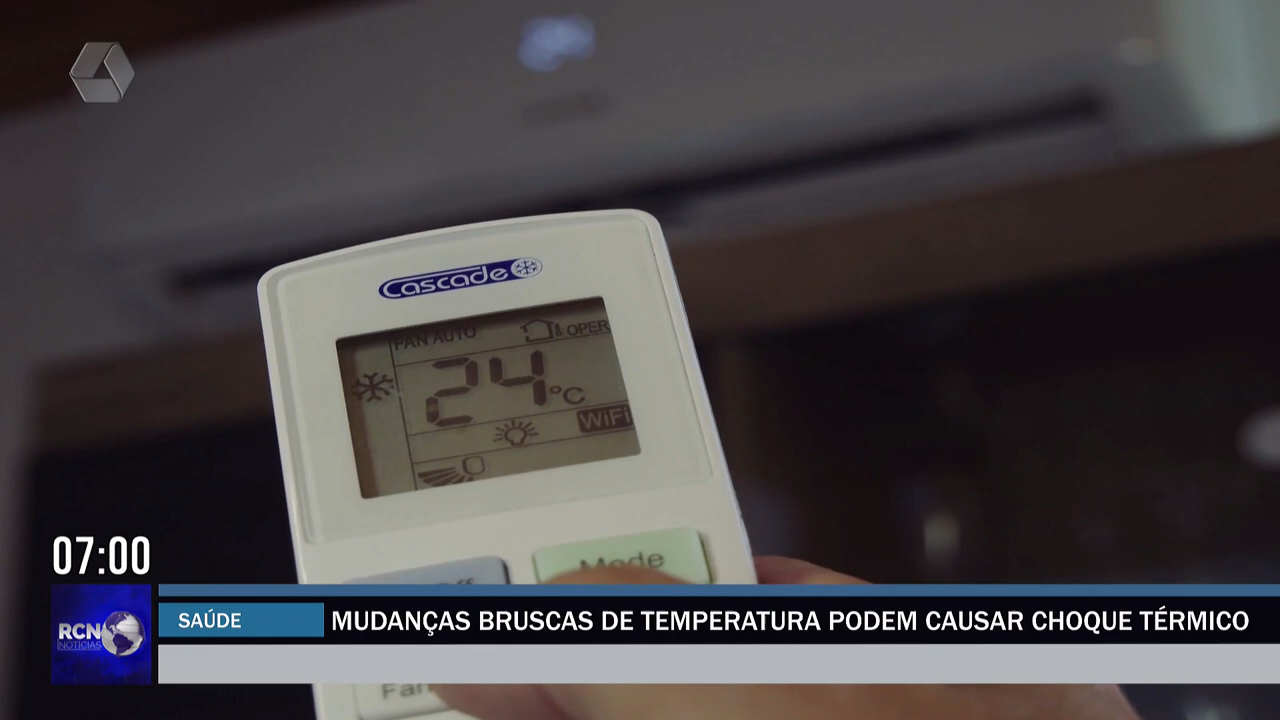 Cascade
FAN AUTO
OPER
24 °C
WiFi
Mode
Fan
07:00
RCN
NOTÍCIAS
SAÚDE
MUDANÇAS BRUSCAS DE TEMPERATURA PODEM CAUSAR CHOQUE TÉRMICO